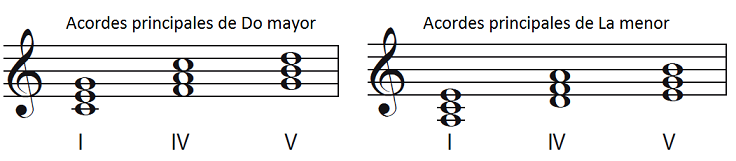 Acordes principales de Do mayor
I IV V
Acordes principales de La menor
I IV V